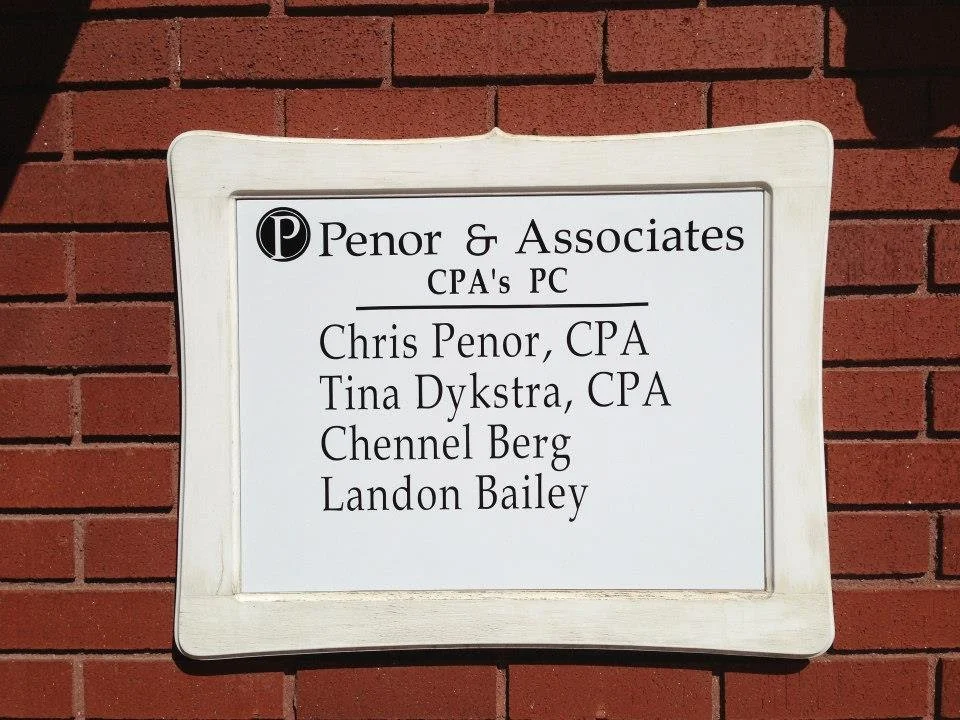 P Penor & Associates
CPA's PC
Chris Penor, CPA
Tina Dykstra, CPA
Chennel Berg
Landon Bailey